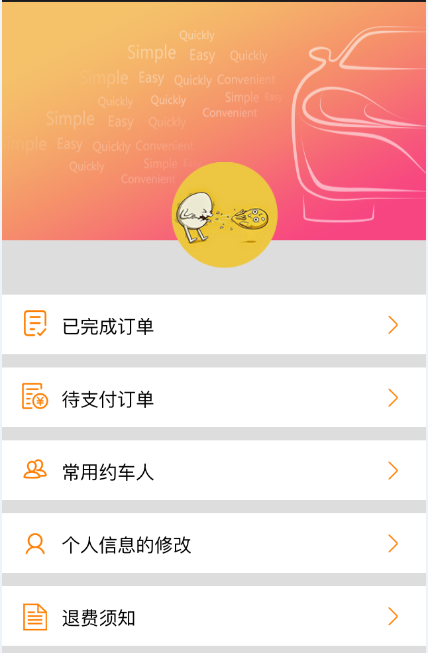 Quickly
Simple Easy Quickly
Simple Easy Quickly Convenient
Quickly Quickly Simple Easy
Simple Easy Quickly Convenient
Simple Easy Quickly Convenient
Quickly Simple
Convenient
已完成订单
待支付订单
常用约车人
个人信息的修改
退费须知